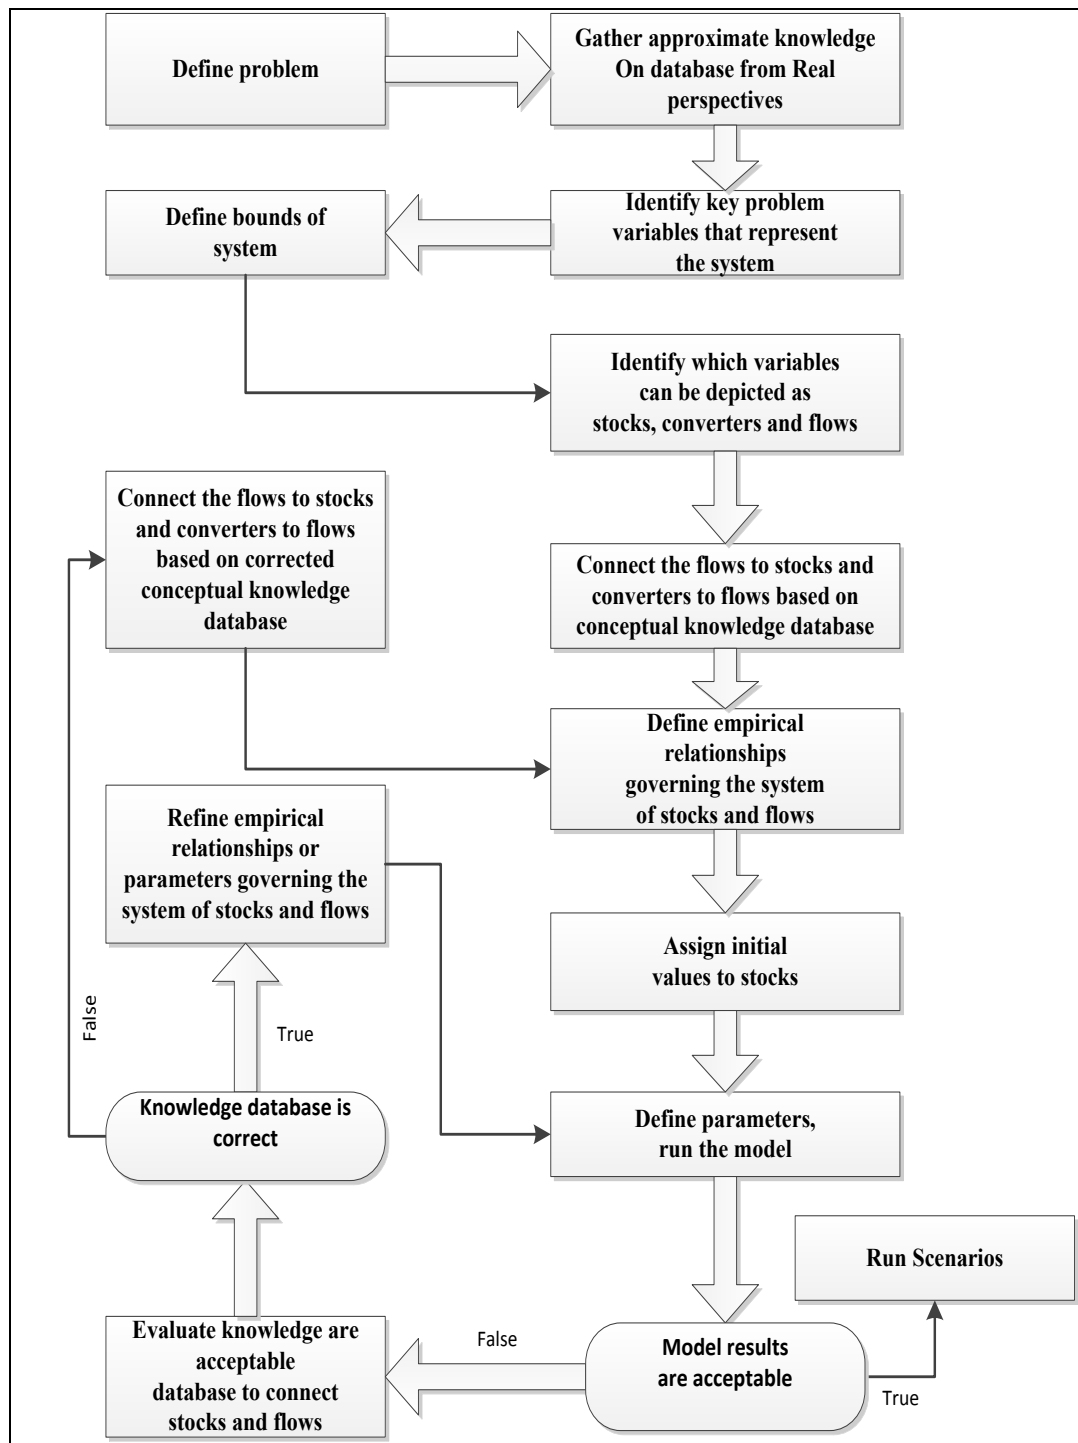 Define problem
Gather approximate knowledge
On database from Real
perspectives
Define bounds of
system
Identify key problem
variables that represent
the system
Identify which variables
can be depicted as
stocks, converters and flows
Connect the flows to stocks
and converters to flows
based on corrected
conceptual knowledge
database
Connect the flows to stocks and
converters to flows based on
conceptual knowledge database
Define empirical
relationships
governing the system
of stocks and flows
Refine empirical
relationships or
parameters governing the
system of stocks and flows
Assign initial
values to stocks
False
True
Knowledge database is
correct
Define parameters,
run the model
Run Scenarios
Evaluate knowledge are
acceptable
database to connect
stocks and flows
False
Model results
are acceptable
True